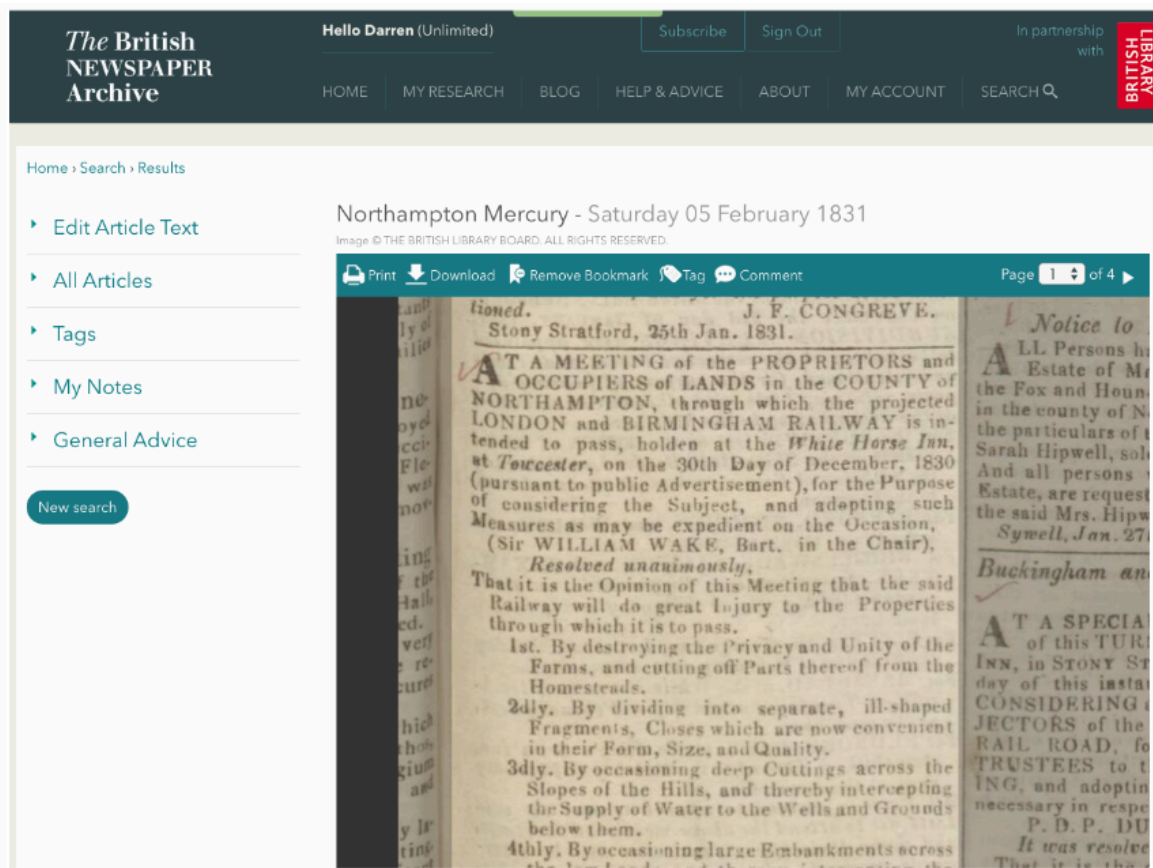 The British
NEWSPAPER
Archive
Hello Darren (Unlimited)
Subscribe
Sign Out
In partnership
with
LIBRARY
BRITISH
HOME
MY RESEARCH
BLOG
HELP & ADVICE
ABOUT
MY ACCOUNT
SEARCH
Home › Search › Results
Edit Article Text
All Articles
Tags
My Notes
General Advice
New search
Northampton Mercury - Saturday 05 February 1831
Image © THE BRITISH LIBRARY BOARD. ALL RIGHTS RESERVED.
Print Download Remove Bookmark Tag Comment
Page 1 of 4
tioned. J. F. CONGREVE.
Stony Stratford, 25th Jan. 1831.
AT A MEETING of the PROPRIETORS and
OCCUPIERS of LANDS in the COUNTY of
NORTHAMPTON, through which the projected
LONDON and BIRMINGHAM RAILWAY is in-
tended to pass, holden at the White Horse Inn,
at Towcester, on the 30th Day of December, 1830
(pursuant to public Advertisement), for the Purpose
of considering the Subject, and adopting such
Measures as may be expedient on the Occasion,
(Sir WILLIAM WAKE, Bart. in the Chair),
Resolved unanimously,
That it is the Opinion of this Meeting that the said
Railway will do great Injury to the Properties
through which it is to pass.
1st. By destroying the Privacy and Unity of the
Farms, and cutting off Parts thereof from the
Homesteads.
2dly. By dividing into separate, ill-shaped
Fragments, Closes which are now convenient
in their Form, Size, and Quality.
3dly. By occasioning deep Cuttings across the
Slopes of the Hills, and thereby intercepting
the Supply of Water to the Wells and Grounds
below them.
4thly. By occasioning large Embankments across
Notice to
ALL Persons
Estate of
the Fox and
in the county of
the particulars of
Sarah Hipwell,
And all persons
Estate, are
the said Mrs.
Sywell, Jan. 27
Buckingham
AT A
of this
INN, in STONY
day of this
CONSIDERING
of the
RAIL ROAD,
TRUSTEES to
and
necessary in
P. D. P.
It was